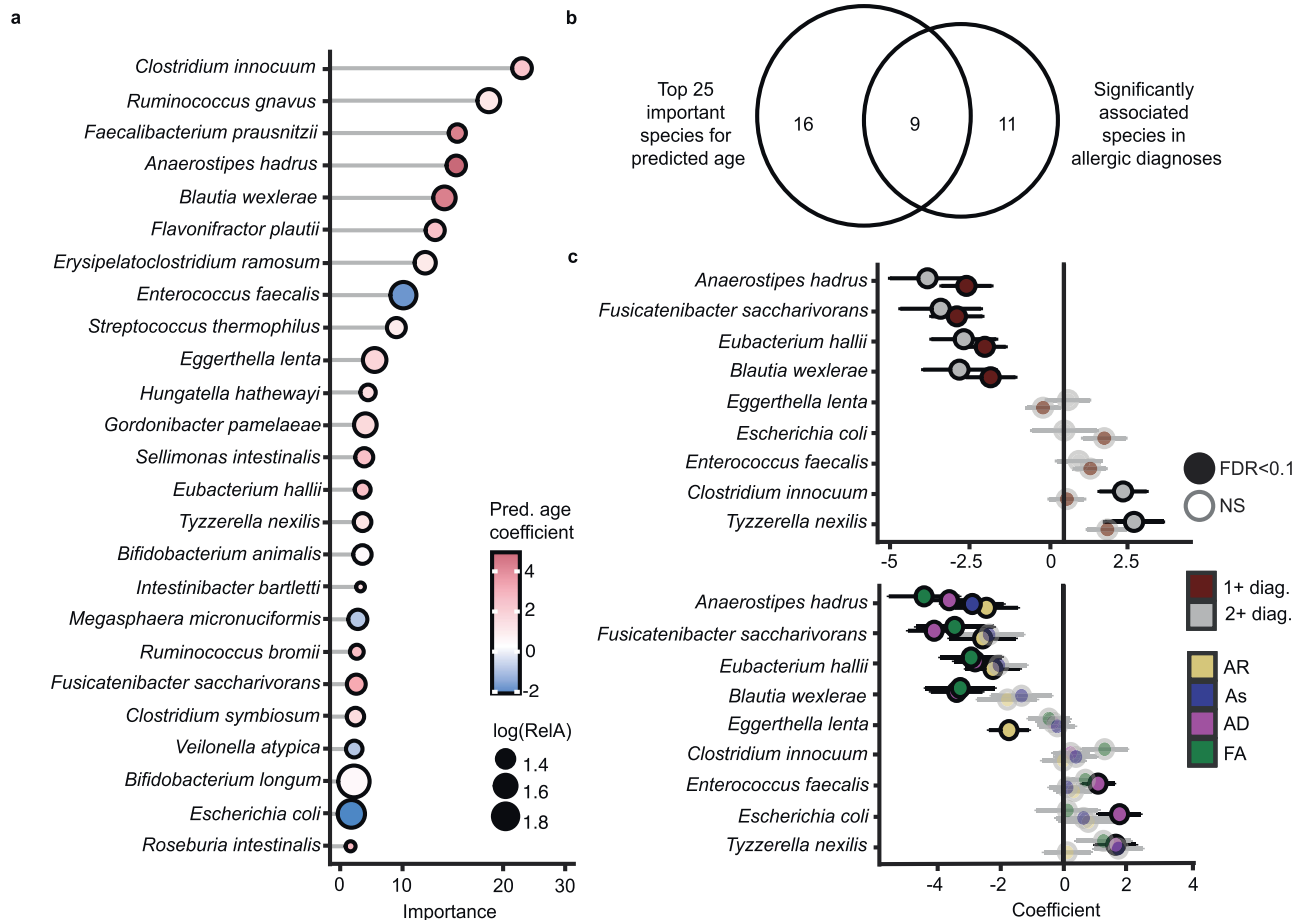 a
Clostridium innocuum
Ruminococcus gnavus
Faecalibacterium prausnitzii
Anaerostipes hadrus
Blautia wexlerae
Flavonifractor plautii
Erysipelatoclostridium ramosum
Enterococcus faecalis
Streptococcus thermophilus
Eggerthella lenta
Hungatella hathewayi
Gordonibacter pamelaeae
Sellimonas intestinalis
Eubacterium hallii
Tyzzerella nexilis
Bifidobacterium animalis
Intestinibacter bartletti
Megasphaera micronuciformis
Ruminococcus bromii
Fusicatenibacter saccharivorans
Clostridium symbiosum
Veilonella atypica
Bifidobacterium longum
Escherichia coli
Roseburia intestinalis
0 10 20 30
Importance
Pred. age
coefficient
4
2
0
-2
log(RelA)
1.4
1.6
1.8
b
Top 25
important
species for
predicted age
16
9
11
Significantly
associated
species in
allergic diagnoses
c
Anaerostipes hadrus
Fusicatenibacter saccharivorans
Eubacterium hallii
Blautia wexlerae
Eggerthella lenta
Escherichia coli
Enterococcus faecalis
Clostridium innocuum
Tyzzerella nexilis
-5 -2.5 0 2.5
FDR<0.1
NS
1+ diag.
2+ diag.
Anaerostipes hadrus
Fusicatenibacter saccharivorans
Eubacterium hallii
Blautia wexlerae
Eggerthella lenta
Clostridium innocuum
Enterococcus faecalis
Escherichia coli
Tyzzerella nexilis
-4 -2 0 2 4
Coefficient
AR
As
AD
FA